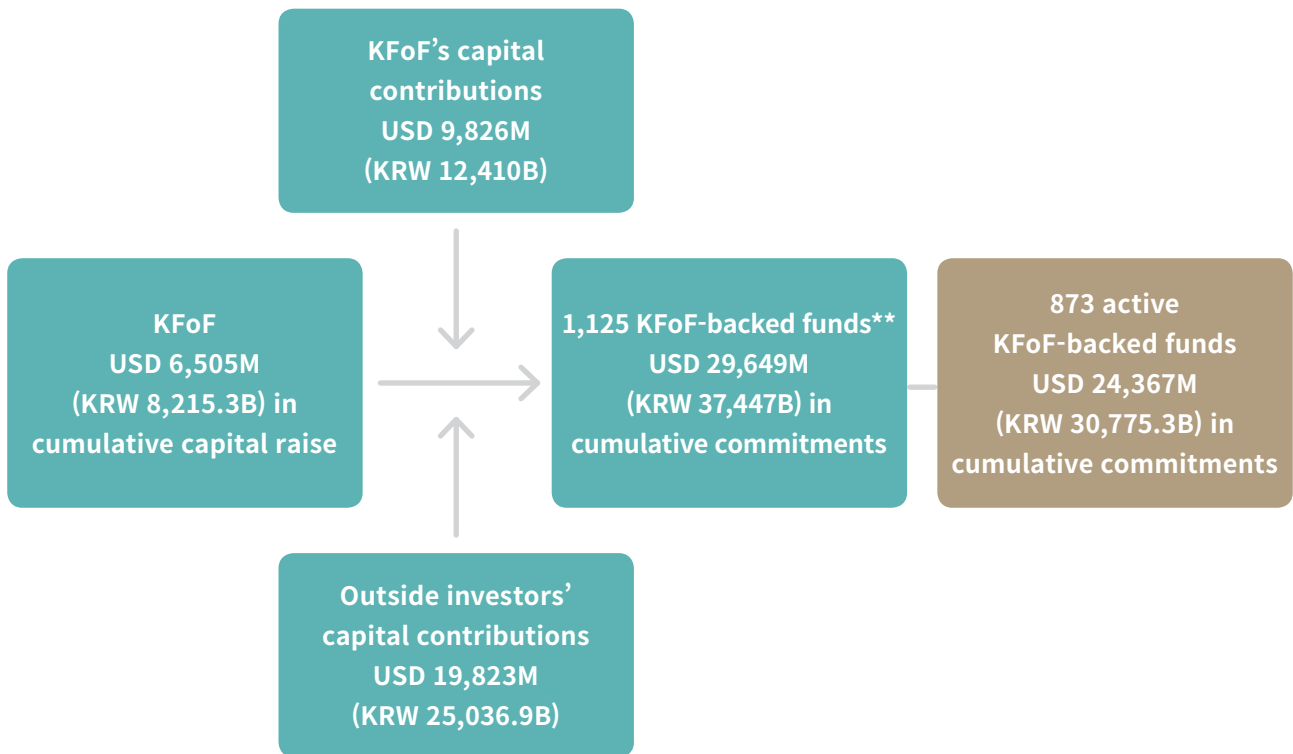 KFoF’s capital
contributions
USD 9,826M
(KRW 12,410B)
KFoF
USD 6,505M
(KRW 8,215.3B) in
cumulative capital raise
1,125 KFoF-backed funds**
USD 29,649M
(KRW 37,447B) in
cumulative commitments
873 active
KFoF-backed funds
USD 24,367M
(KRW 30,775.3B) in
cumulative commitments
Outside investors’
capital contributions
USD 19,823M
(KRW 25,036.9B)